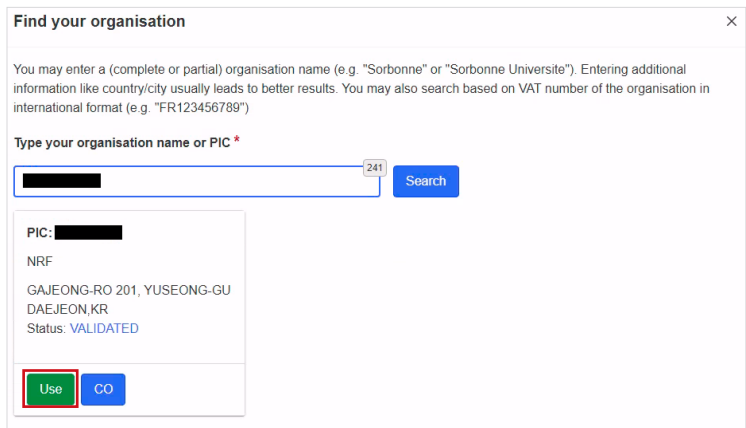 Find your organisation ×
You may enter a (complete or partial) organisation name (e.g. "Sorbonne" or "Sorbonne Universite"). Entering additional
information like country/city usually leads to better results. You may also search based on VAT number of the organisation in
international format (e.g. "FR123456789")
Type your organisation name or PIC *
241
Search
PIC:
NRF
GAJEONG-RO 201, YUSEONG-GU
DAEJEON,KR
Status: VALIDATED
Use CO